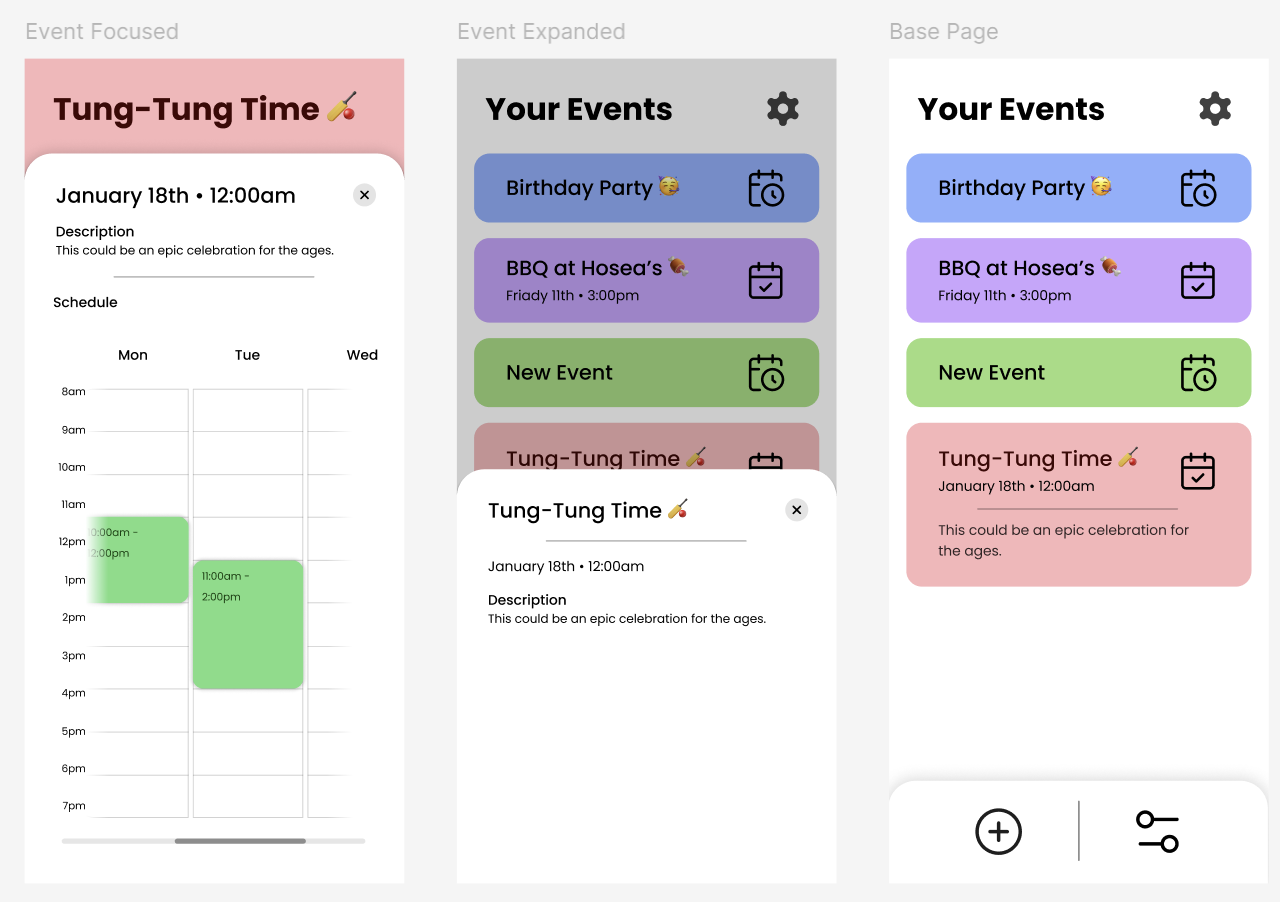 Event Focused
Tung-Tung Time 🏏
January 18th • 12:00am
Description
This could be an epic celebration for the ages.
Schedule
Mon Tue Wed
8am
9am
10am
11am
12pm
1pm
2pm
3pm
4pm
5pm
6pm
7pm
0:00am -
2:00pm
11:00am -
2:00pm
Event Expanded
Your Events
Birthday Party 🥳
BBQ at Hosea’s 🍖
Friady 11th • 3:00pm
New Event
Tung-Tung Time 🏏
Tung-Tung Time 🏏
January 18th • 12:00am
Description
This could be an epic celebration for the ages.
Base Page
Your Events
Birthday Party 🥳
BBQ at Hosea’s 🍖
Friday 11th • 3:00pm
New Event
Tung-Tung Time 🏏
January 18th • 12:00am
This could be an epic celebration for
the ages.